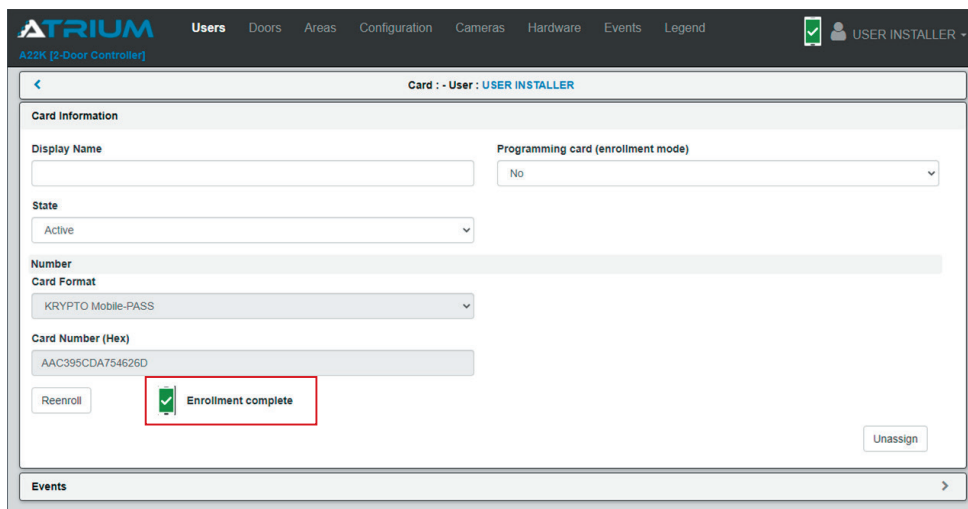 ATRIUM Users Doors Areas Configuration Cameras Hardware Events Legend USER INSTALLER
A22K [2-Door Controller]
Card : - User : USER INSTALLER
Card Information
Display Name Programming card (enrollment mode)
No
State
Active
Number
Card Format
KRYPTO Mobile-PASS
Card Number (Hex)
AAC395CDA754626D
Reenroll Enrollment complete
Unassign
Events